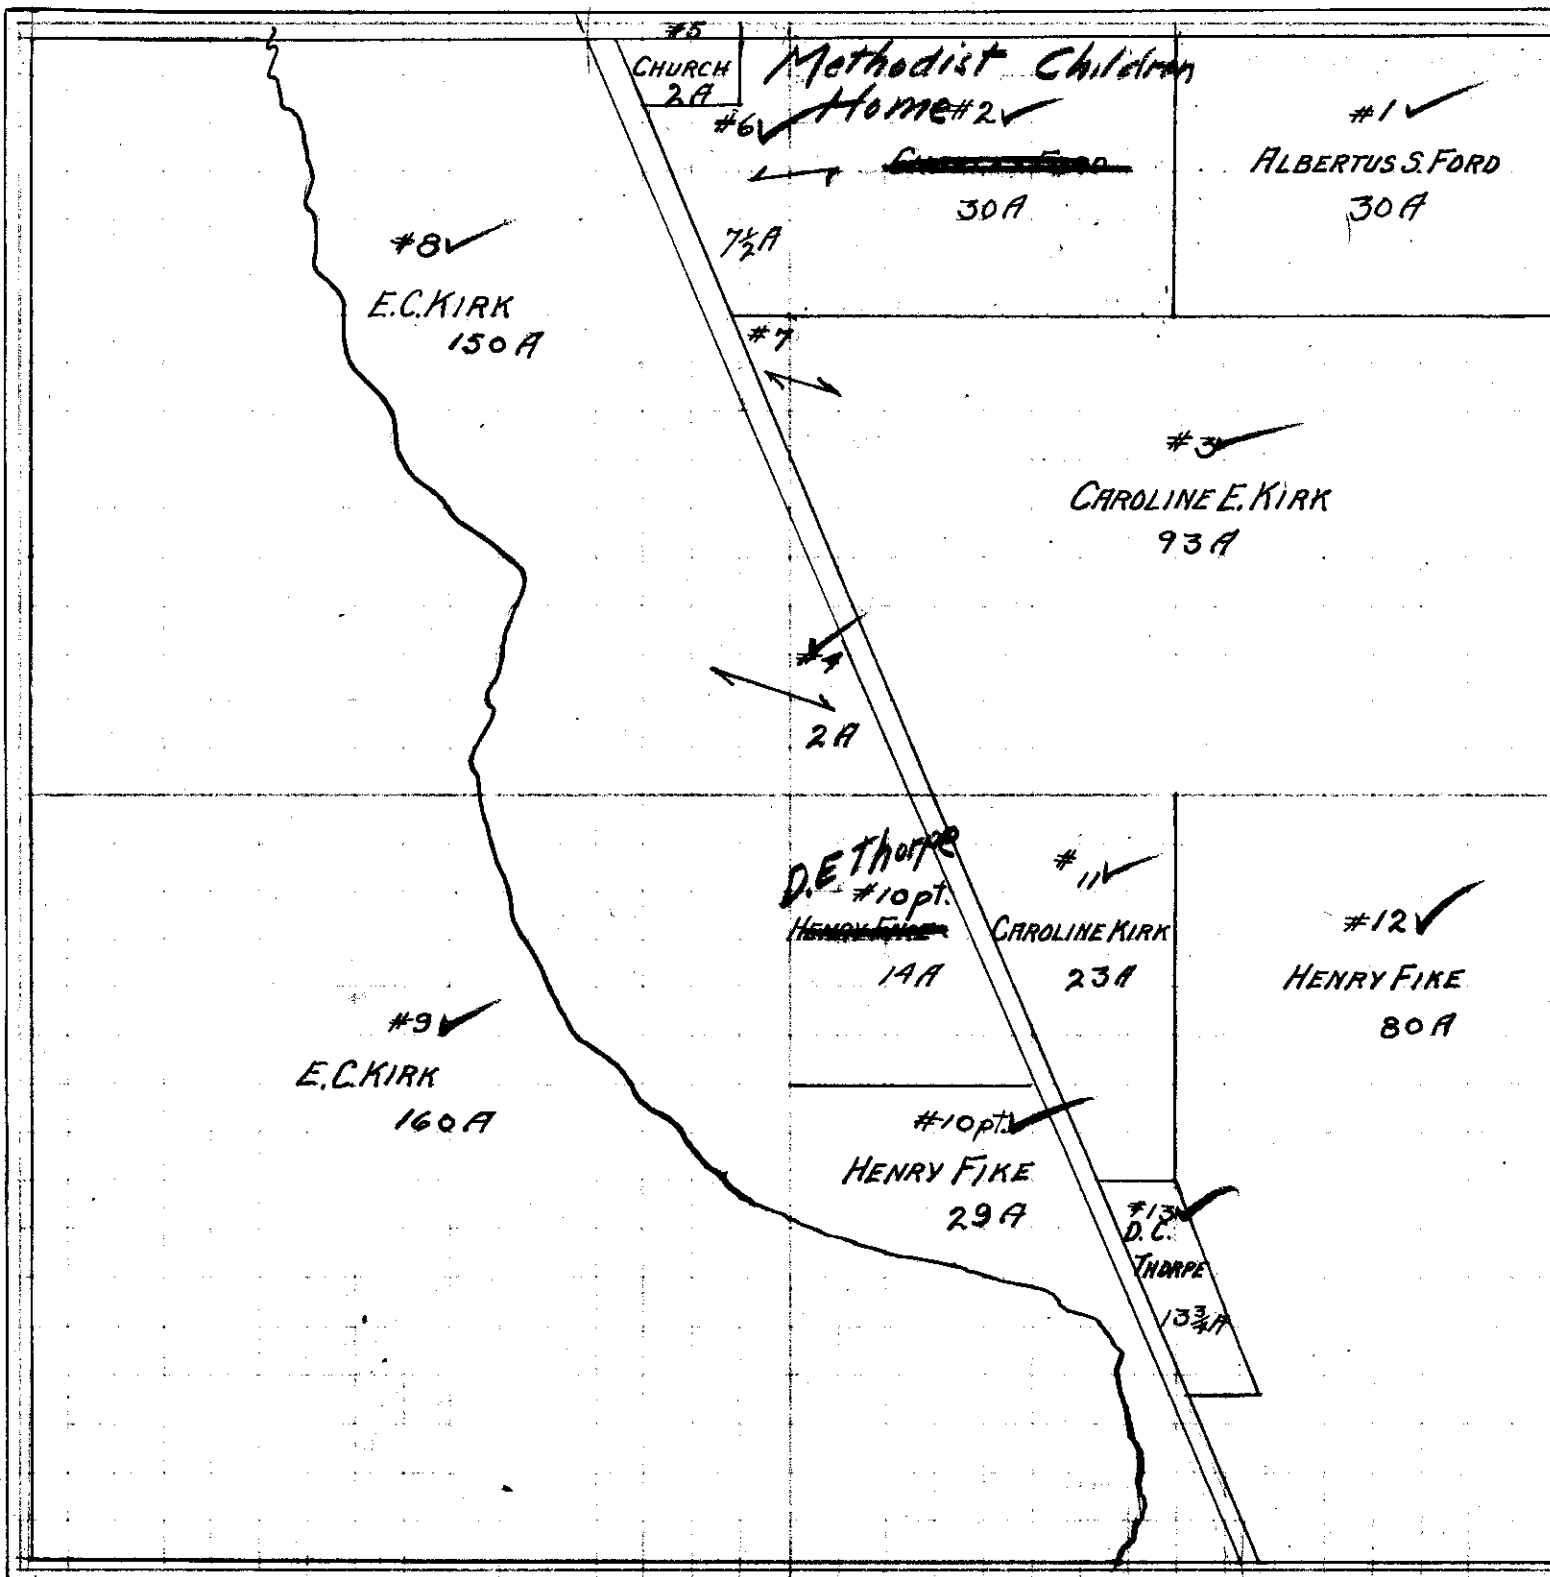 #5
CHURCH
2A
Methodist Children
Home
#6
#2
30A
7½A
#1
ALBERTUS S. FORD
30A
#8
E.C. KIRK
150A
#7
#3
CAROLINE E. KIRK
93A
#4
2A
D.E Thorpe
#10pt.
HENRY FIKE
14A
#11
CAROLINE KIRK
23A
#12
HENRY FIKE
80A
#9
E.C. KIRK
160A
#10pt.
HENRY FIKE
29A
#13
D.C.
THORPE
13¾A